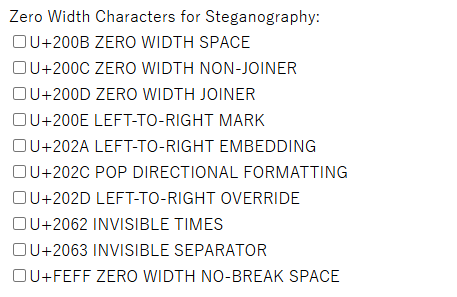 Zero Width Characters for Steganography:
U+200B ZERO WIDTH SPACE
U+200C ZERO WIDTH NON-JOINER
U+200D ZERO WIDTH JOINER
U+200E LEFT-TO-RIGHT MARK
U+202A LEFT-TO-RIGHT EMBEDDING
U+202C POP DIRECTIONAL FORMATTING
U+202D LEFT-TO-RIGHT OVERRIDE
U+2062 INVISIBLE TIMES
U+2063 INVISIBLE SEPARATOR
U+FEFF ZERO WIDTH NO-BREAK SPACE